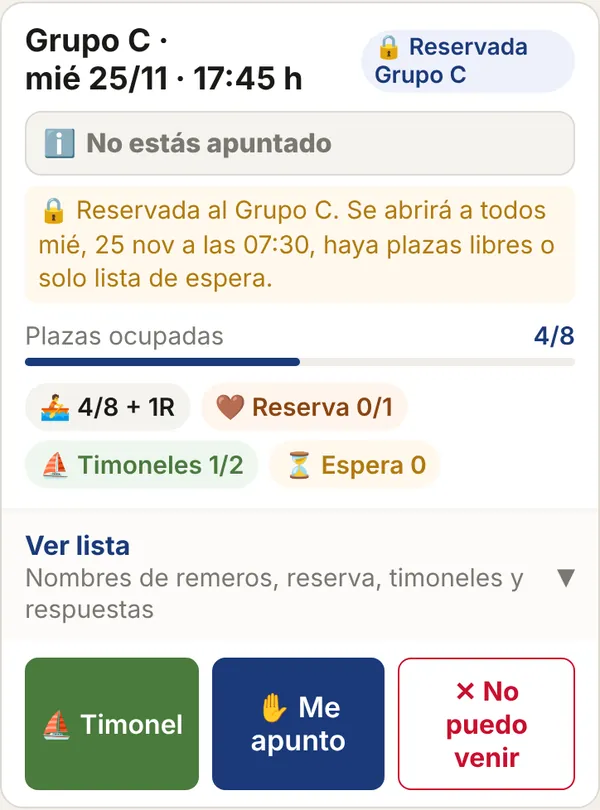 Grupo C ·
mié 25/11 · 17:45 h
🔒 Reservada
Grupo C
ℹ️ No estás apuntado
🔒 Reservada al Grupo C. Se abrirá a todos
mié, 25 nov a las 07:30, haya plazas libres o
solo lista de espera.
Plazas ocupadas 4/8
🚣 4/8 + 1R 🤎 Reserva 0/1
⛵ Timoneles 1/2 ⏳ Espera 0
Ver lista
Nombres de remeros, reserva, timoneles y ▼
respuestas
⛵ Timonel
✋ Me
apunto
✕ No
puedo
venir